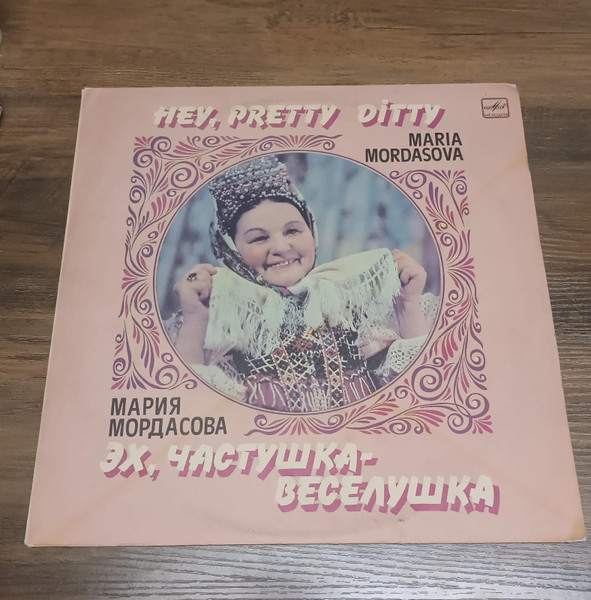 HEY, PRETTY DITTY
MARIA
MORDASOVA
МАРИЯ
МОРДАСОВА
ЭХ, ЧАСТУШКА-
ВЕСЕЛУШКА